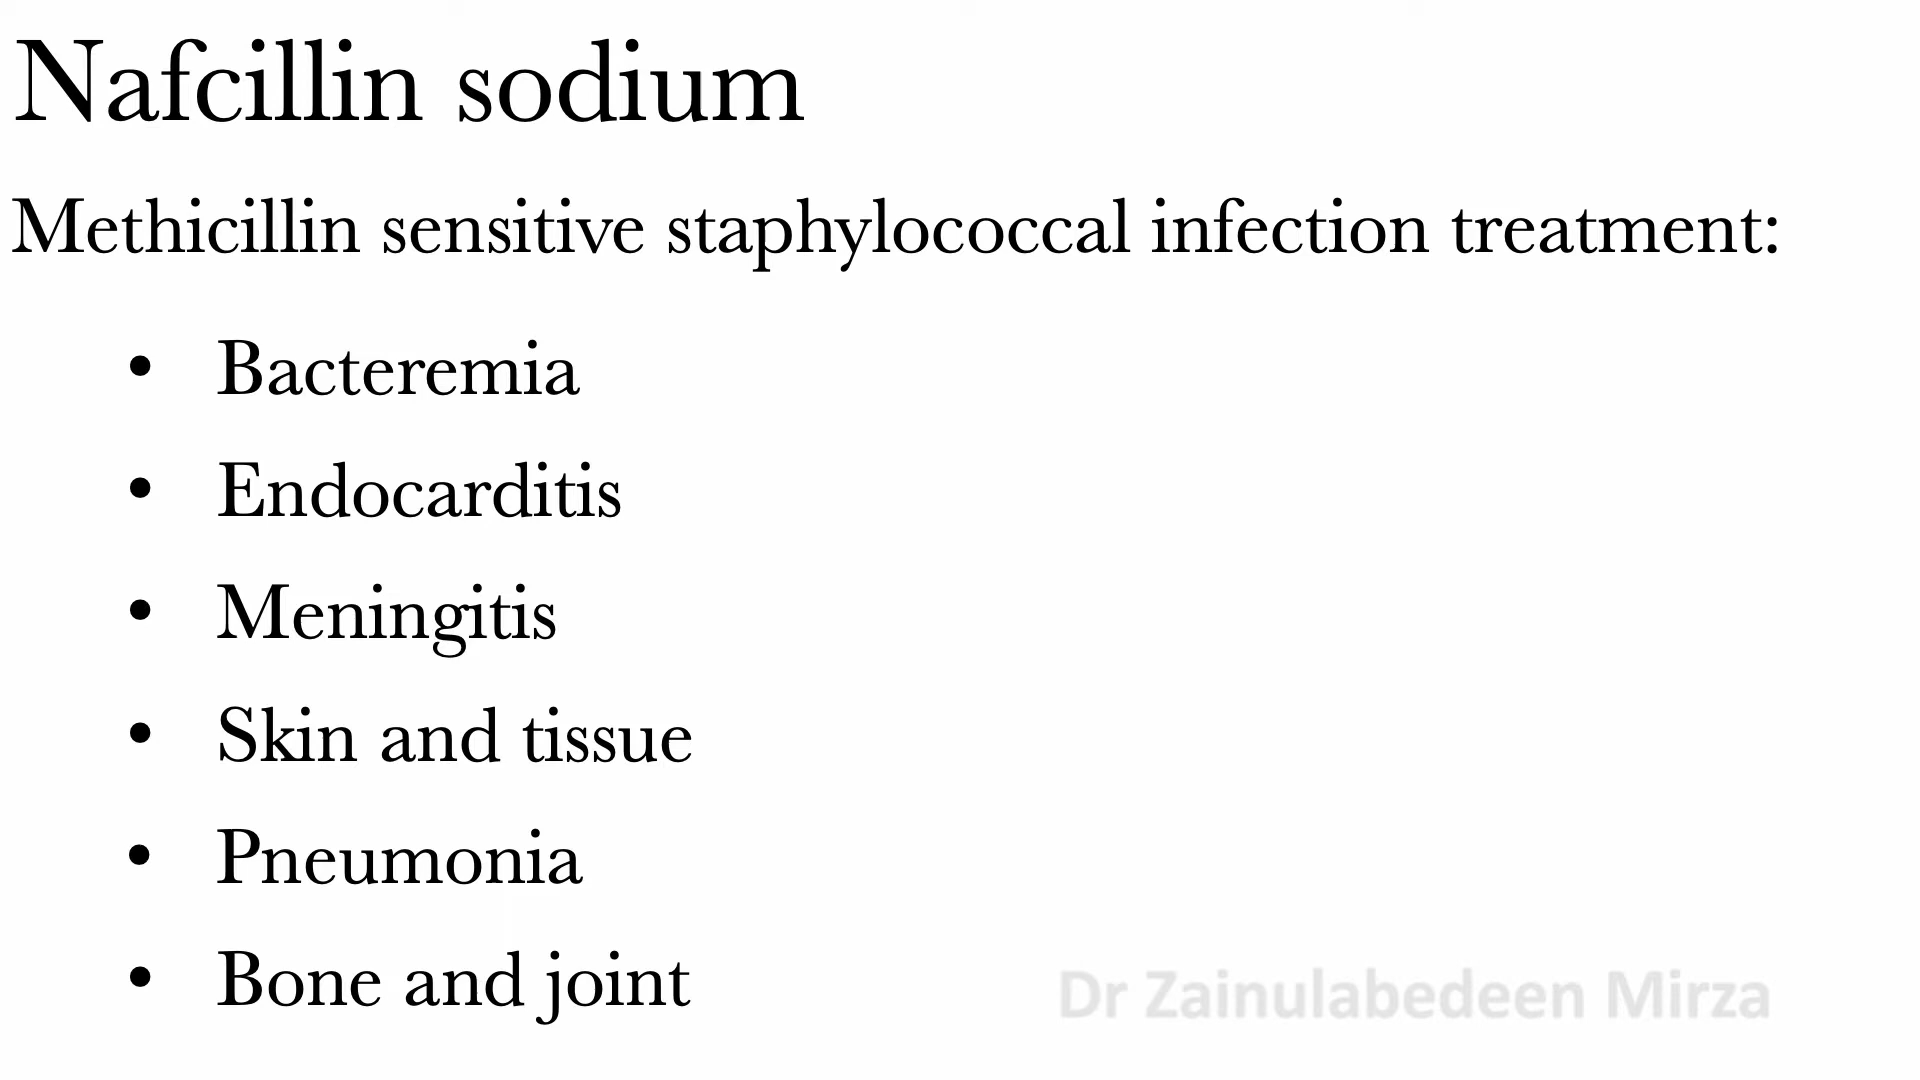 Nafcillin sodium
Methicillin sensitive staphylococcal infection treatment:
• Bacteremia
• Endocarditis
• Meningitis
• Skin and tissue
• Pneumonia
• Bone and joint
Dr Zainulabedeen Mirza